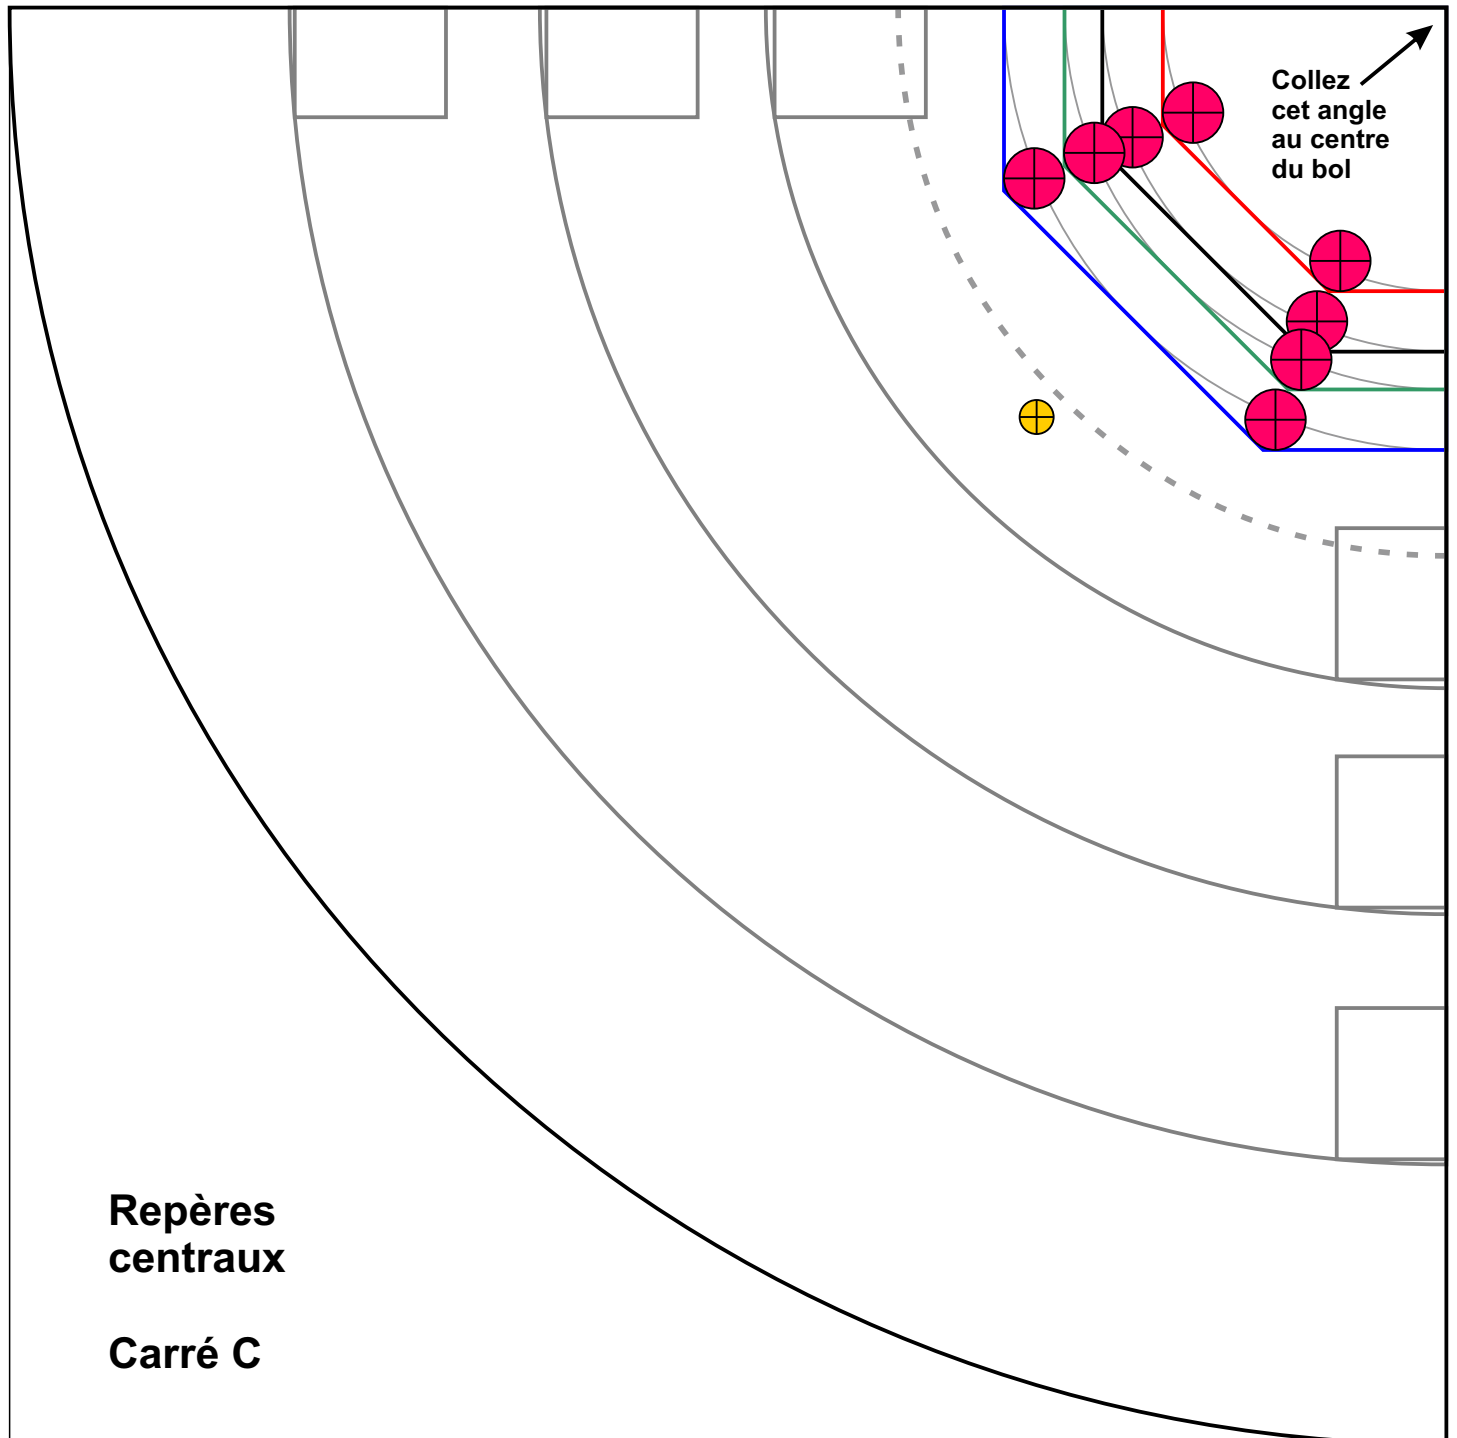 Collez
cet angle
au centre
du bol
Repères
centraux
Carré C